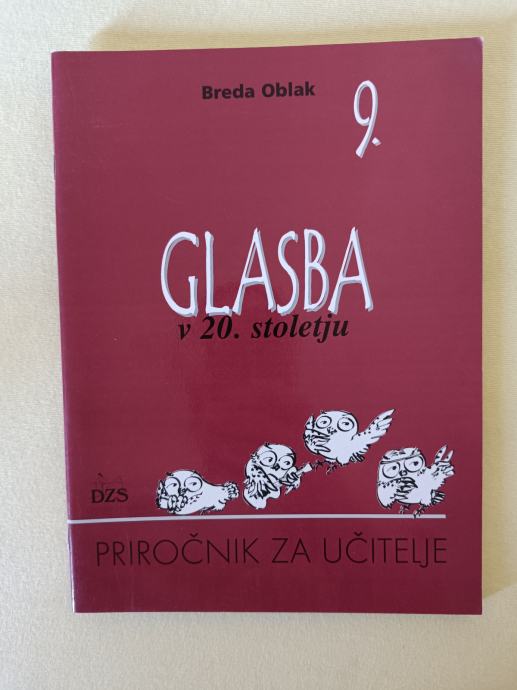 Breda Oblak
9.
GLASBA
v 20. stoletju
DZS
PRIROČNIK ZA UČITELJE